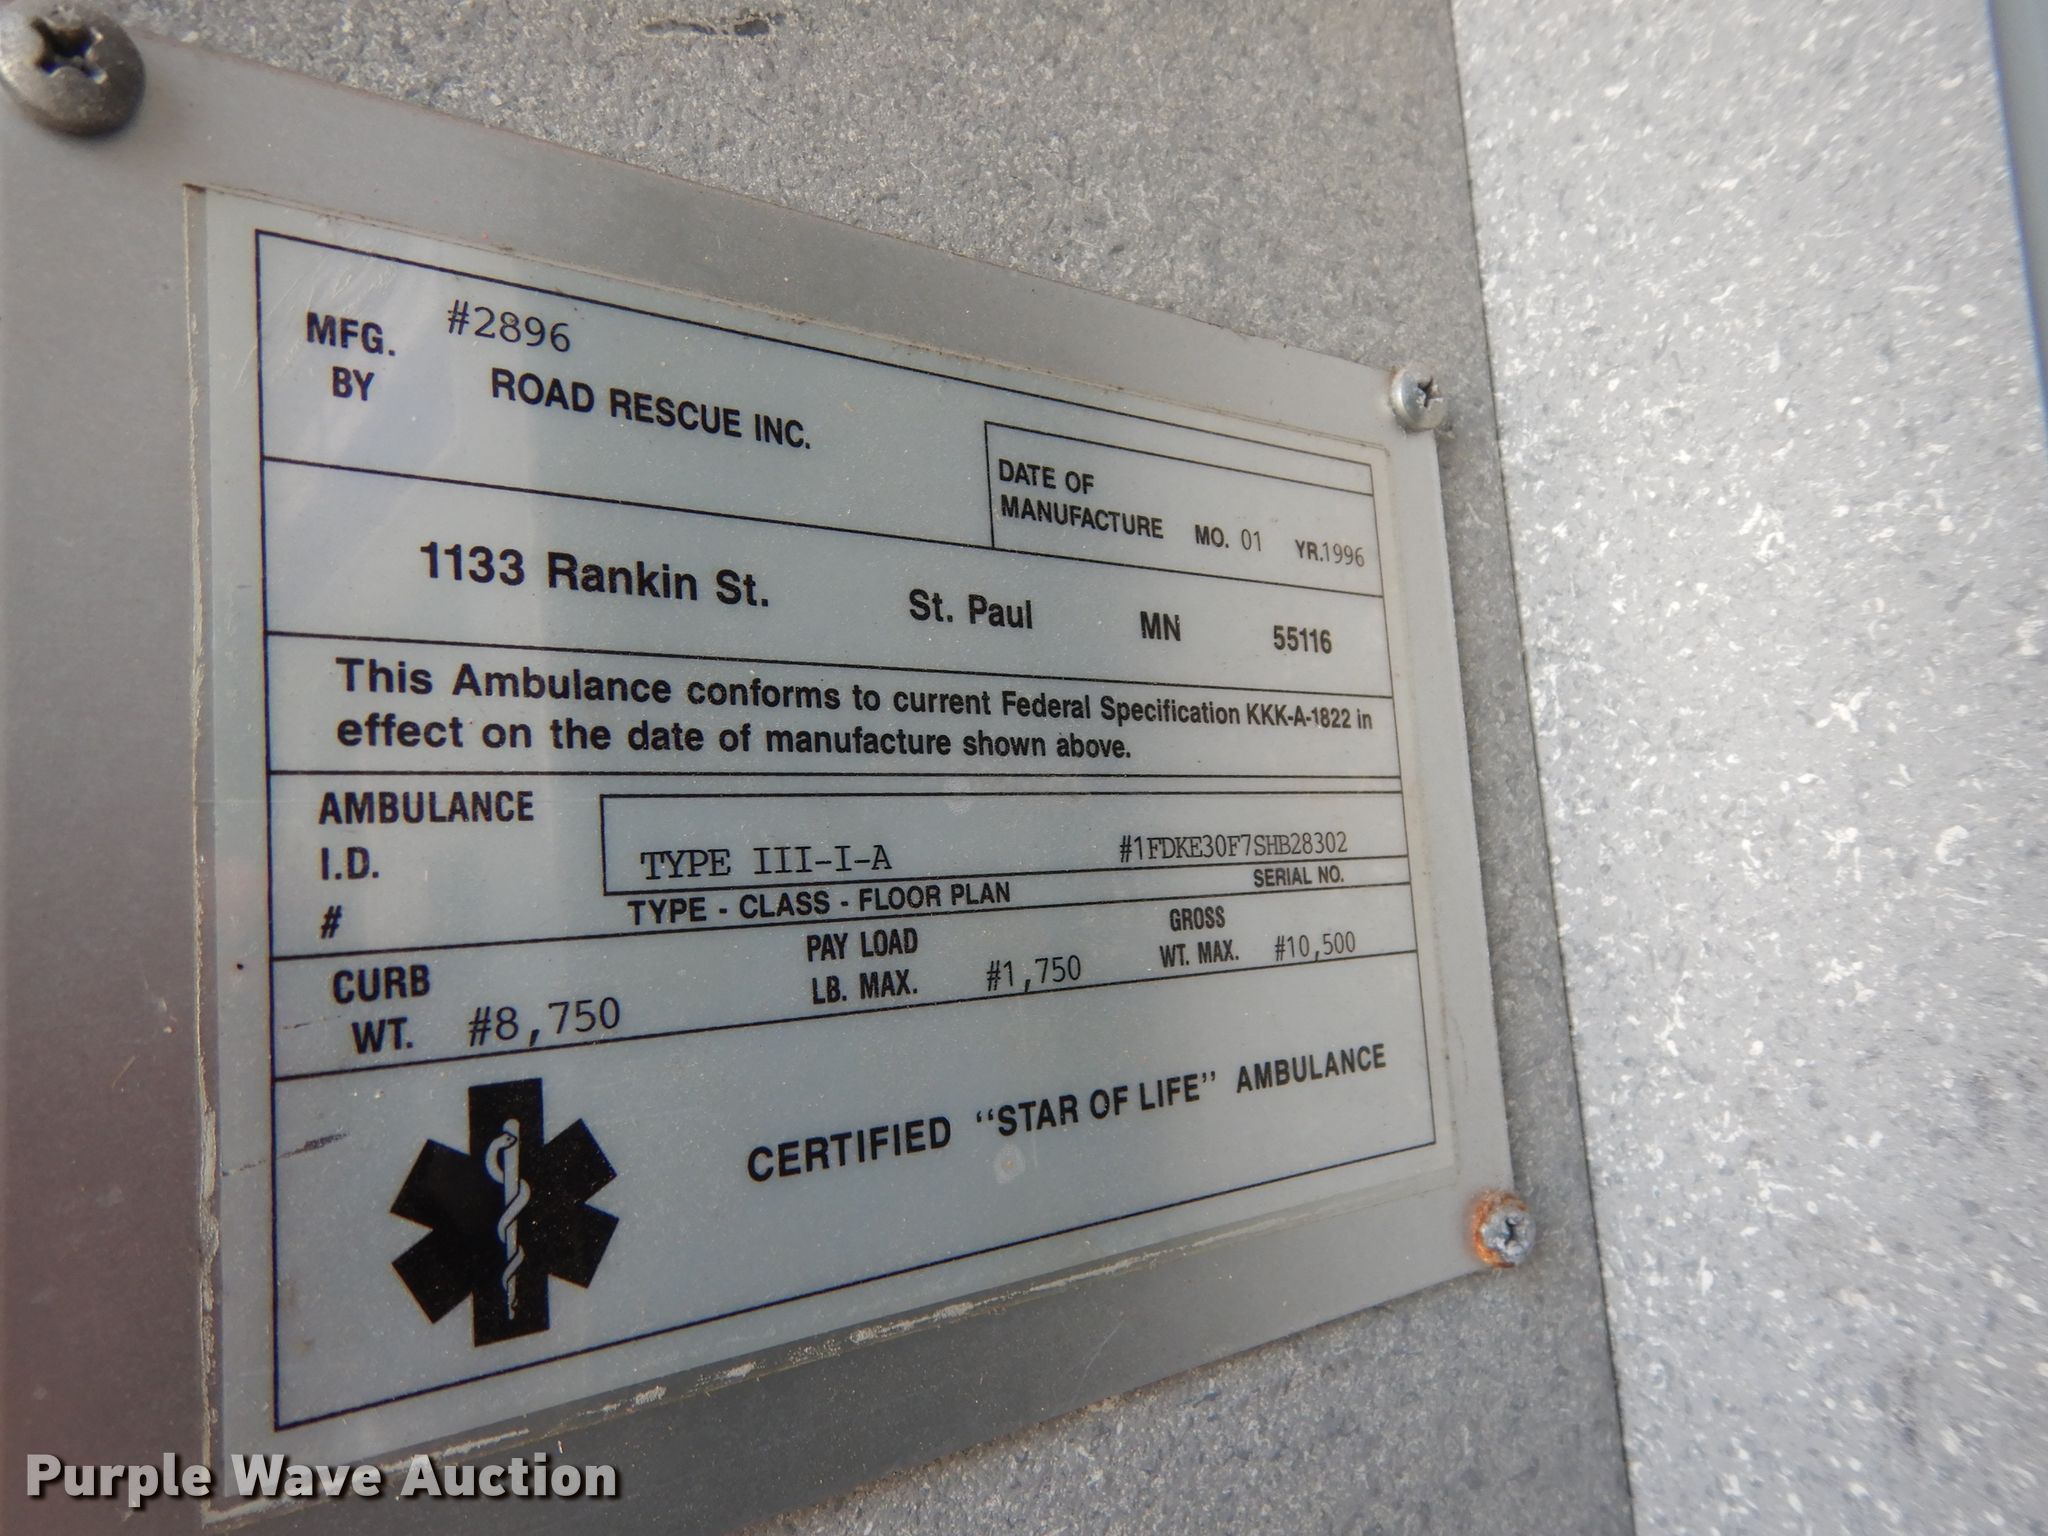 MFG. #2896
BY ROAD RESCUE INC.
DATE OF
MANUFACTURE MO. 01 YR.1996
1133 Rankin St. St. Paul MN 55116
This Ambulance conforms to current Federal Specification KKK-A-1822 in
effect on the date of manufacture shown above.
AMBULANCE
I.D.
#
TYPE III-I-A #1FDKE30F7SHB28302
TYPE - CLASS - FLOOR PLAN SERIAL NO.
CURB
WT. #8,750
PAY LOAD
LB. MAX. #1,750
GROSS
WT. MAX. #10,500
CERTIFIED "STAR OF LIFE" AMBULANCE
Purple Wave Auction